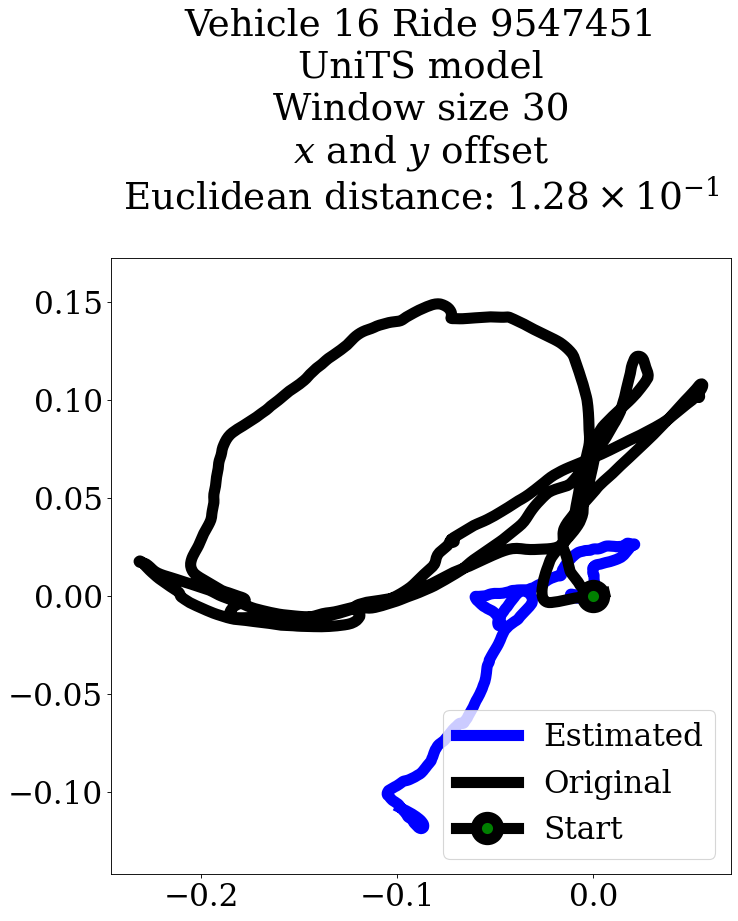 Vehicle 16 Ride 9547451
UniTS model
Window size 30
x and y offset
Euclidean distance: 1.28 × 10⁻¹
0.15
0.10
0.05
0.00
−0.05
−0.10
Estimated
Original
Start
−0.2
−0.1
0.0